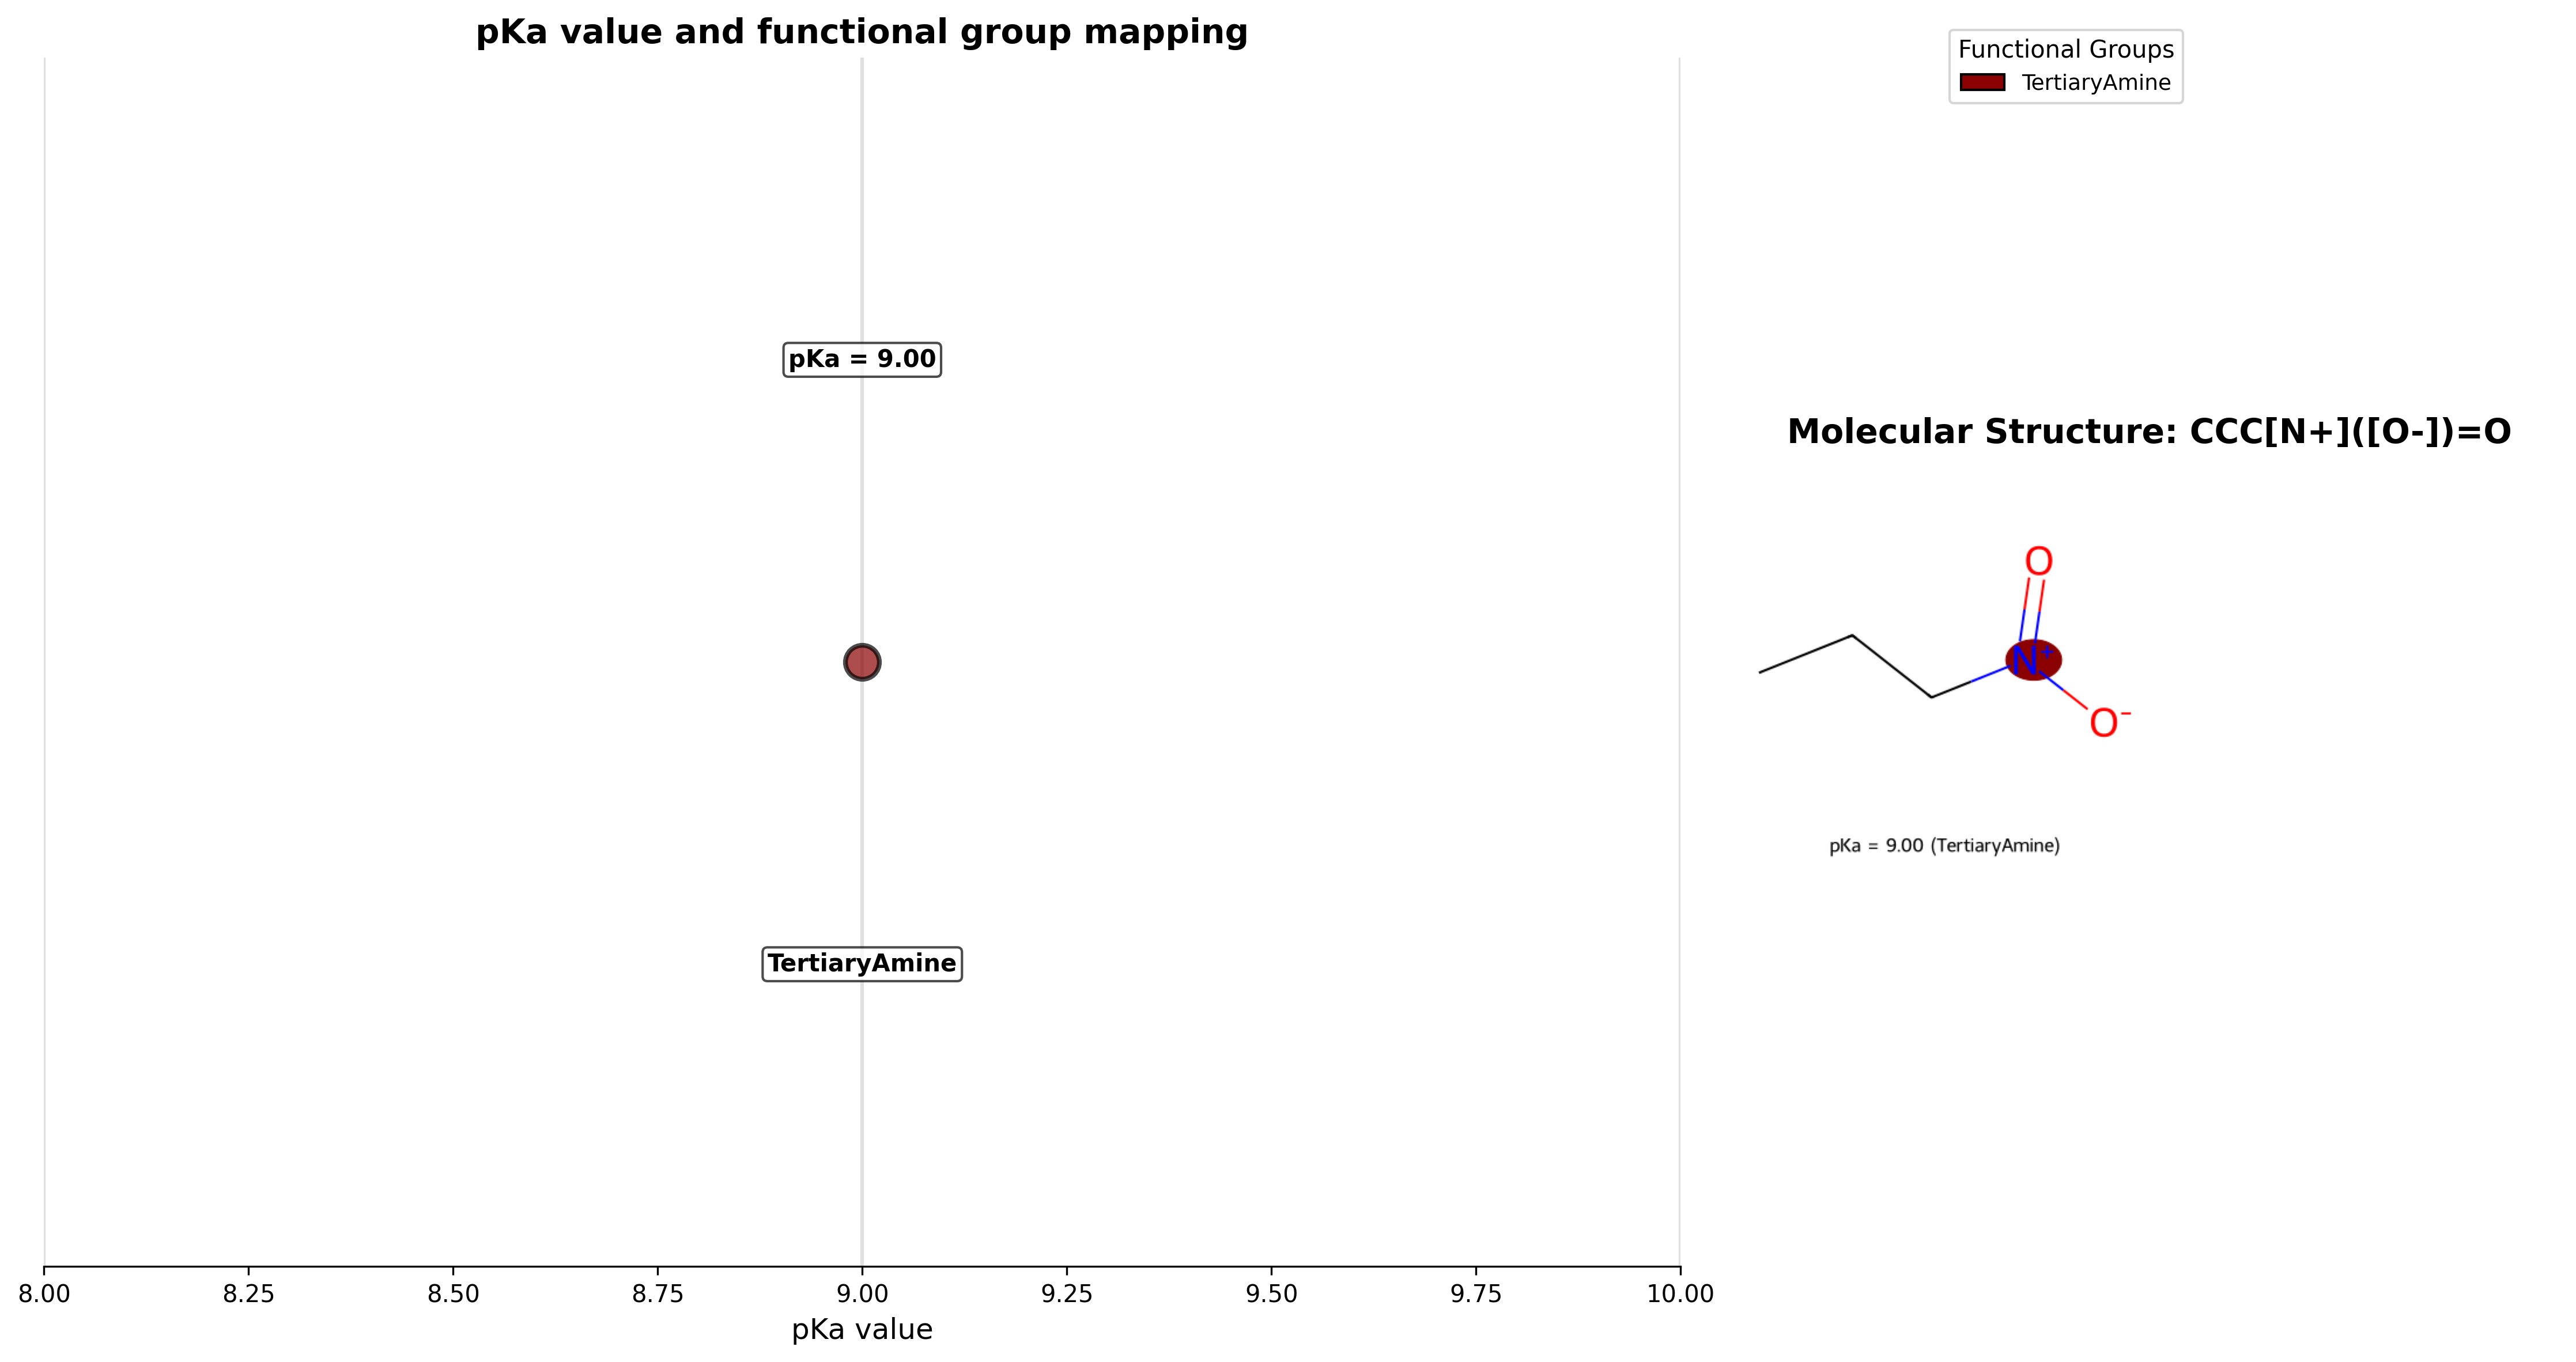 pKa value and functional group mapping
Functional Groups
TertiaryAmine
pKa = 9.00
Molecular Structure: CCC[N+]([O-])=O
O
N+
O−
pKa = 9.00 (TertiaryAmine)
TertiaryAmine
8.00 8.25 8.50 8.75 9.00 9.25 9.50 9.75 10.00
pKa value